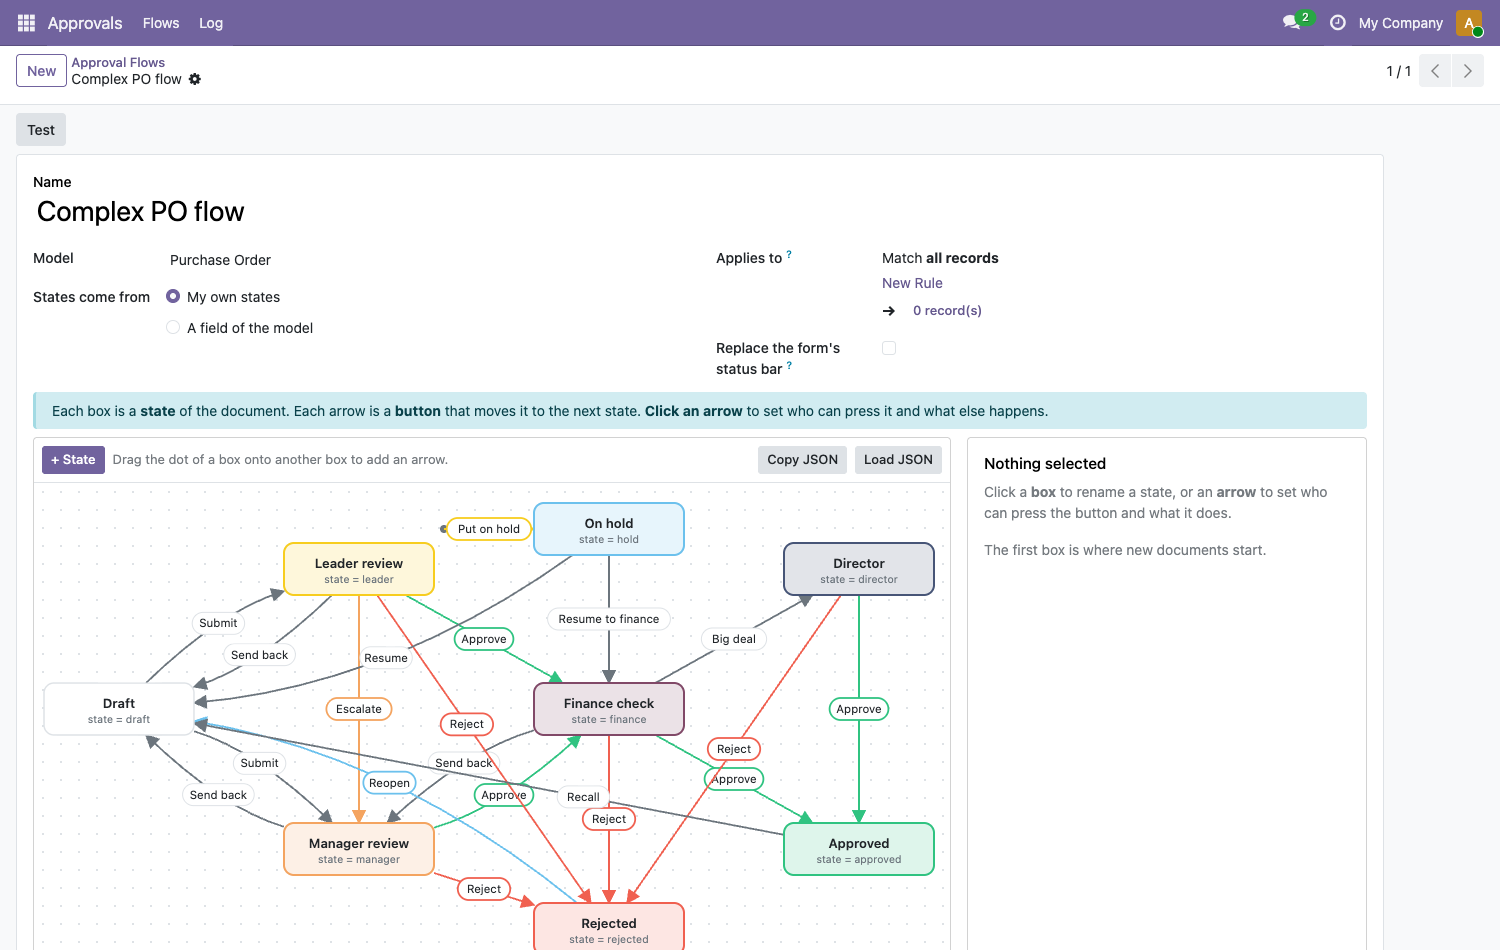 Approvals Flows Log 2 My Company A
New
Approval Flows
Complex PO flow
1 / 1
Test
Name
Complex PO flow
Model
Purchase Order
States come from
My own states
A field of the model
Applies to ?
Match all records
New Rule
0 record(s)
Replace the form's
status bar ?
Each box is a state of the document. Each arrow is a button that moves it to the next state. Click an arrow to set who can press it and what else happens.
+ State
Drag the dot of a box onto another box to add an arrow.
Copy JSON
Load JSON
Put on hold
On hold
state = hold
Leader review
state = leader
Director
state = director
Submit
Resume to finance
Approve
Big deal
Send back
Resume
Draft
state = draft
Escalate
Reject
Finance check
state = finance
Approve
Submit
Send back
Reject
Reopen
Approve
Send back
Approve
Recall
Reject
Manager review
state = manager
Approved
state = approved
Reject
Rejected
state = rejected
Nothing selected
Click a box to rename a state, or an arrow to set who
can press the button and what it does.
The first box is where new documents start.